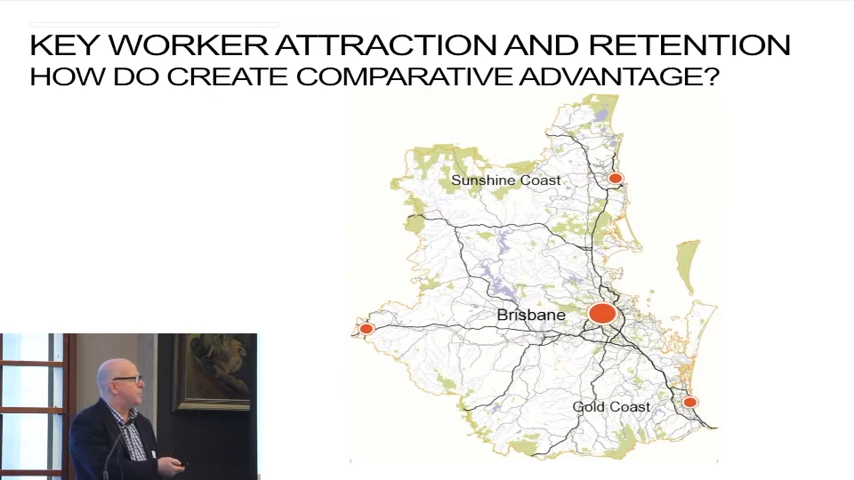 KEY WORKER ATTRACTION AND RETENTION
HOW DO CREATE COMPARATIVE ADVANTAGE?
Sunshine Coast
Brisbane
Gold Coast